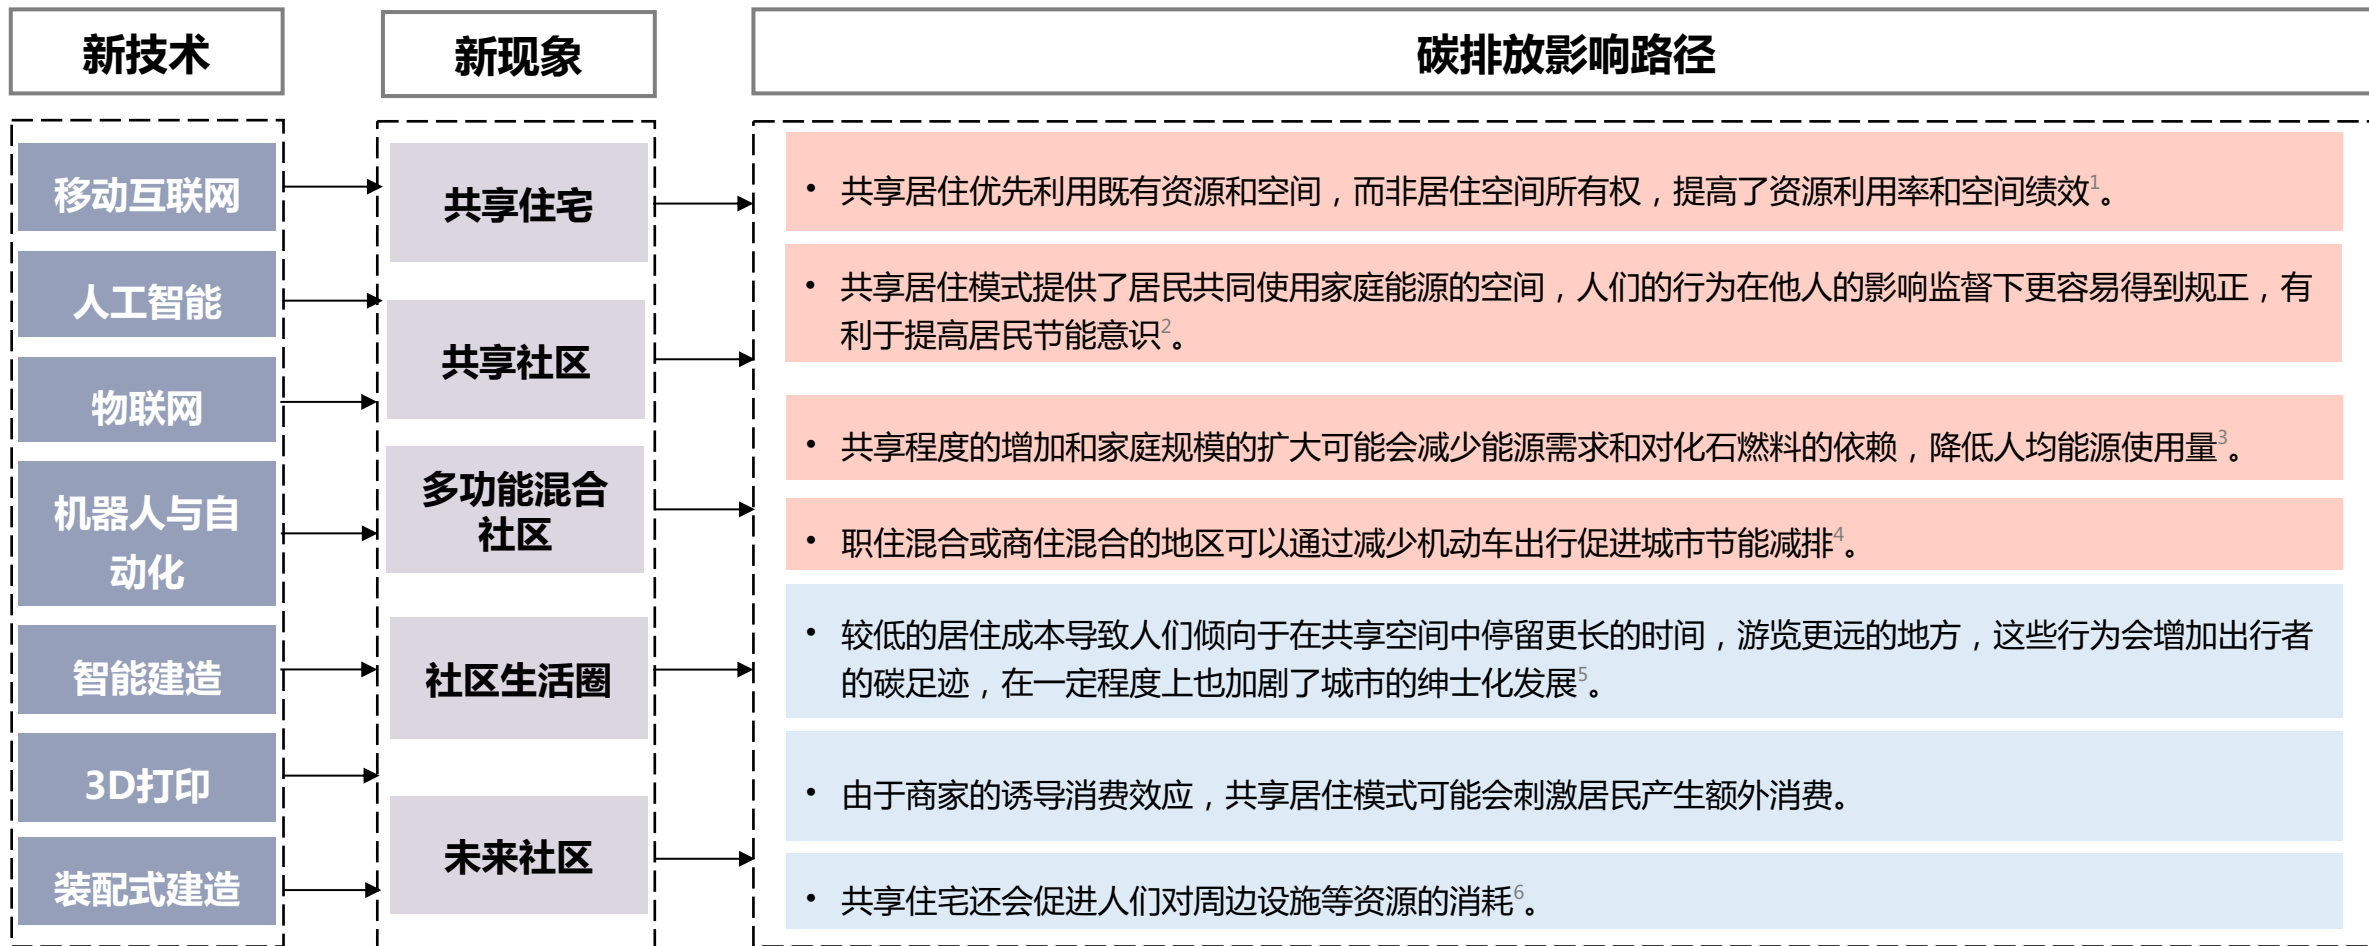 新技术
新现象
碳排放影响路径
移动互联网
人工智能
物联网
机器人与自
动化
智能建造
3D打印
装配式建造
共享住宅
共享社区
多功能混合
社区
社区生活圈
未来社区
• 共享居住优先利用既有资源和空间，而非居住空间所有权，提高了资源利用率和空间绩效1。
• 共享居住模式提供了居民共同使用家庭能源的空间，人们的行为在他人的影响监督下更容易得到规正，有
利于提高居民节能意识2。
• 共享程度的增加和家庭规模的扩大可能会减少能源需求和对化石燃料的依赖，降低人均能源使用量3。
• 职住混合或商住混合的地区可以通过减少机动车出行促进城市节能减排4。
• 较低的居住成本导致人们倾向于在共享空间中停留更长的时间，游览更远的地方，这些行为会增加出行者
的碳足迹，在一定程度上也加剧了城市的绅士化发展5。
• 由于商家的诱导消费效应，共享居住模式可能会刺激居民产生额外消费。
• 共享住宅还会促进人们对周边设施等资源的消耗6。